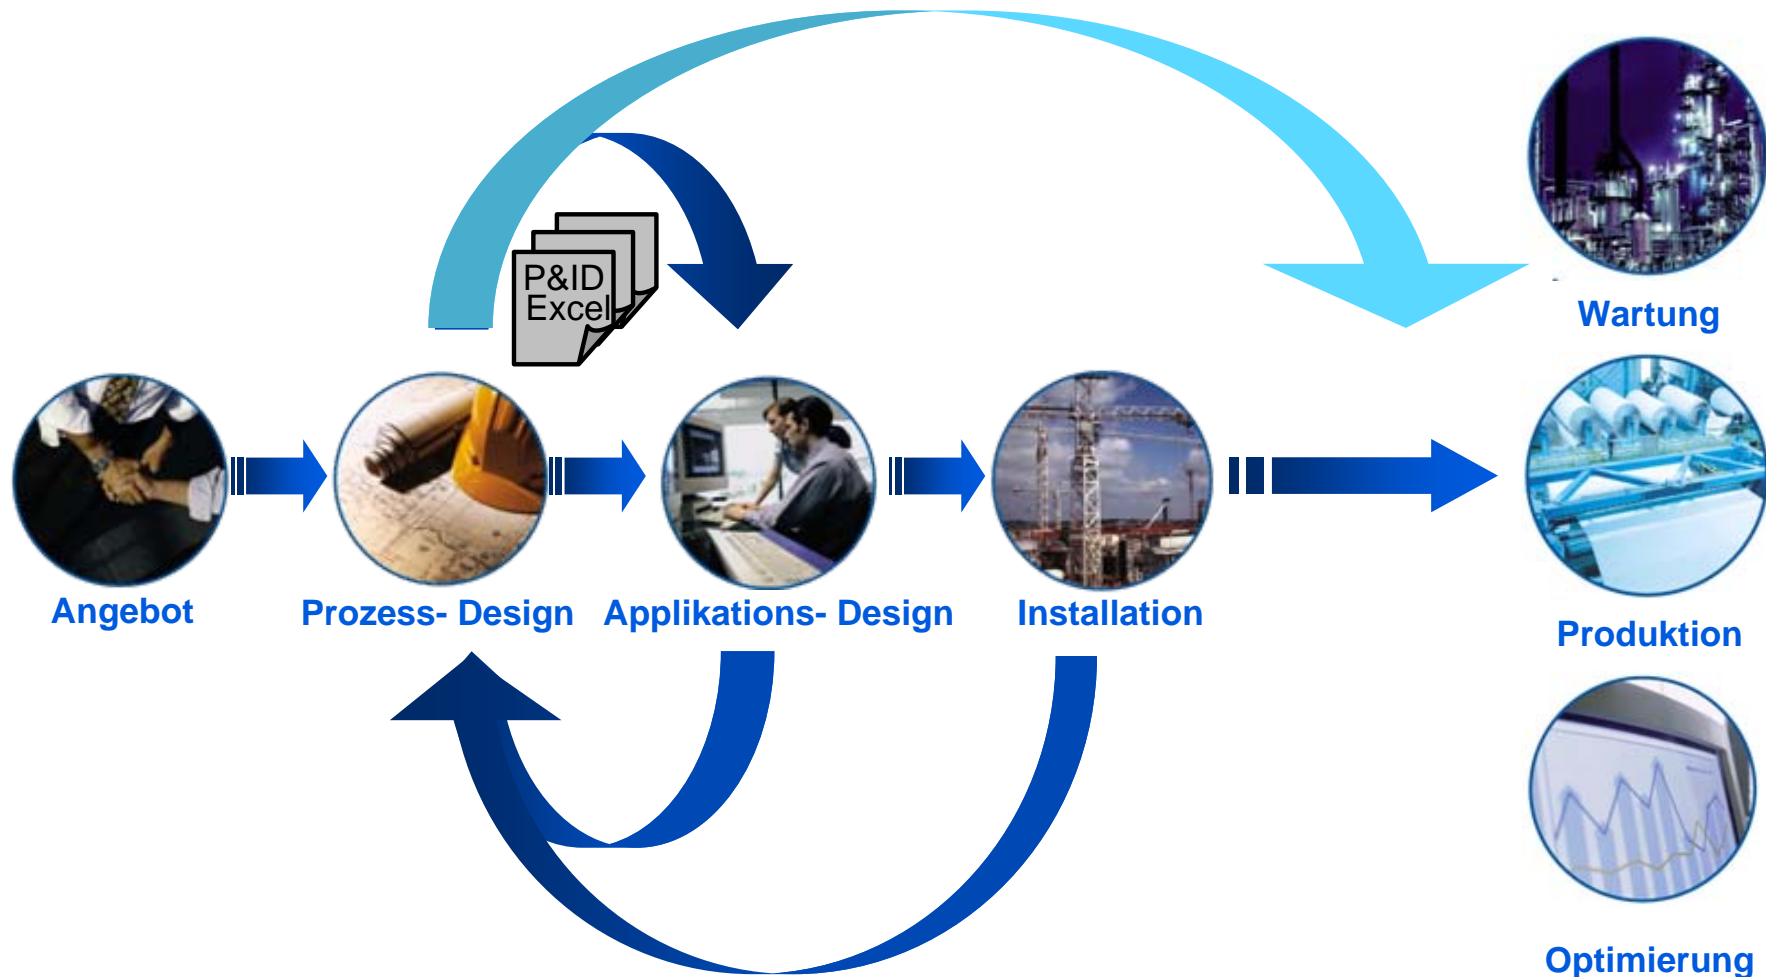 P&ID
Excel
Wartung
Angebot
Prozess- Design
Applikations- Design
Installation
Produktion
Optimierung